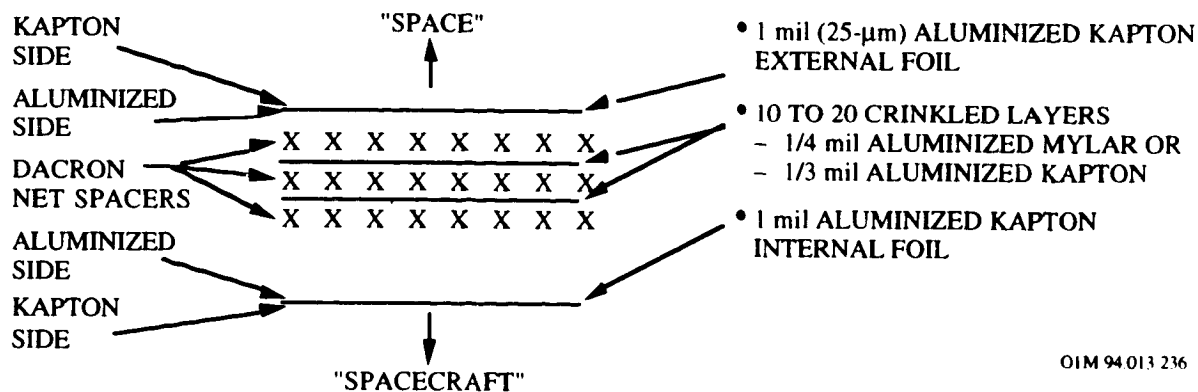 KAPTON
SIDE
ALUMINIZED
SIDE
DACRON
NET SPACERS
ALUMINIZED
SIDE
KAPTON
SIDE
"SPACE"
X X X X X X X X
X X X X X X X X
X X X X X X X X
"SPACECRAFT"
• 1 mil (25-μm) ALUMINIZED KAPTON
EXTERNAL FOIL
• 10 TO 20 CRINKLED LAYERS
– 1/4 mil ALUMINIZED MYLAR OR
– 1/3 mil ALUMINIZED KAPTON
• 1 mil ALUMINIZED KAPTON
INTERNAL FOIL
OIM 94.013 236